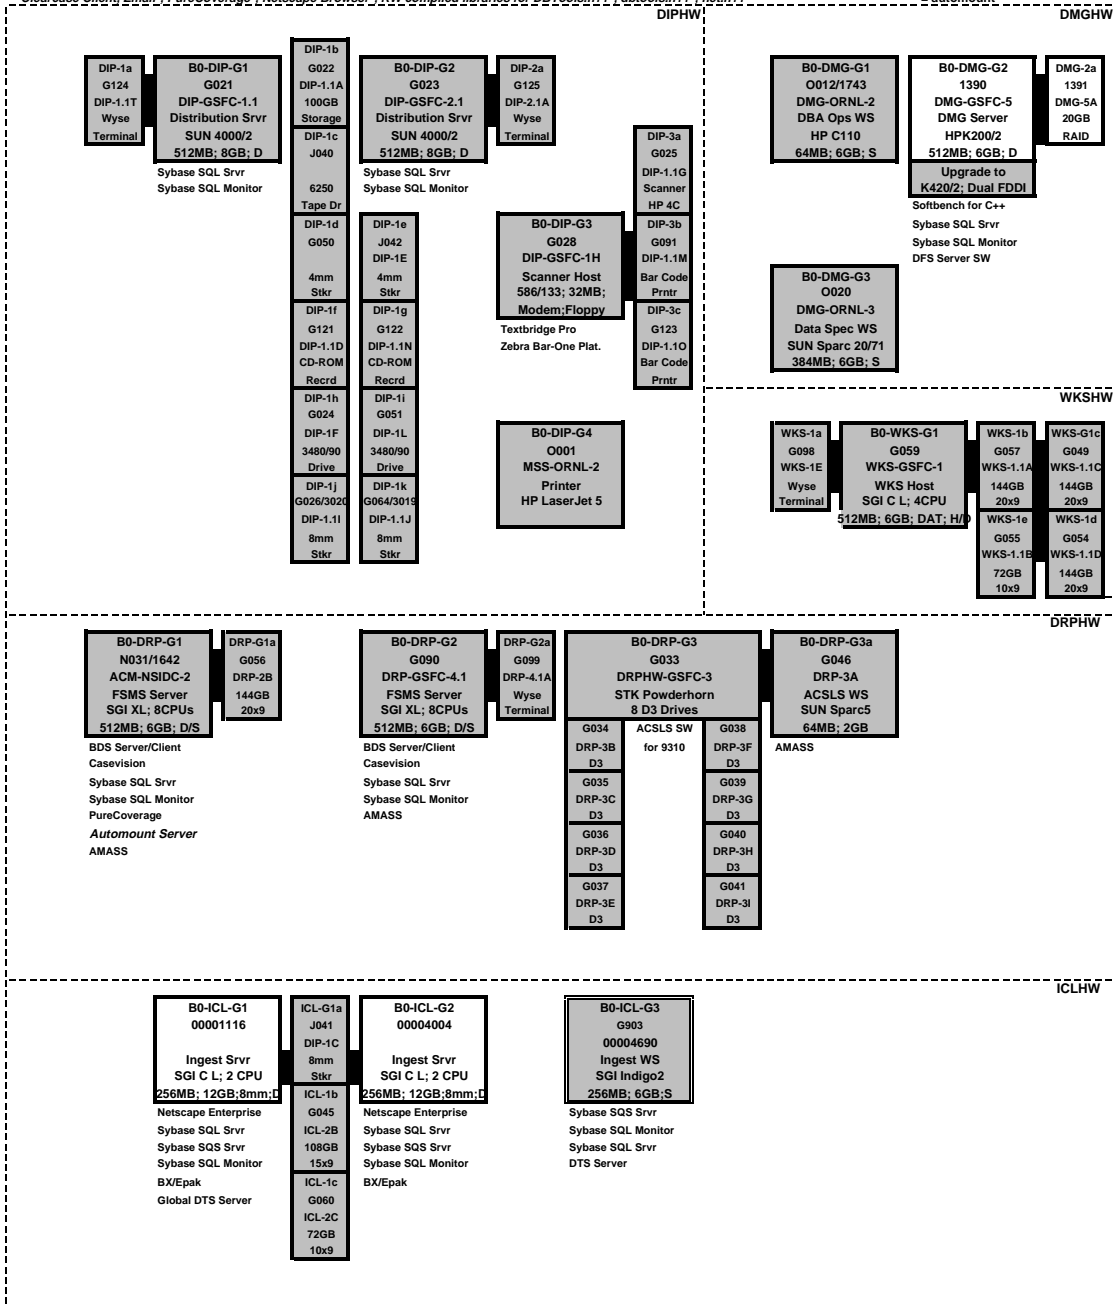 DIPHW
DIP-1a
G124
DIP-1.1T
Wyse
Terminal
B0-DIP-G1
G021
DIP-GSFC-1.1
Distribution Srvr
SUN 4000/2
512MB; 8GB; D
Sybase SQL Srvr
Sybase SQL Monitor
DIP-1b
G022
DIP-1.1A
100GB
Storage
DIP-1c
J040
6250
Tape Dr
DIP-1d
G050
4mm
Stkr
DIP-1f
G121
DIP-1.1D
CD-ROM
Recrd
DIP-1h
G024
DIP-1F
3480/90
Drive
DIP-1j
G026/3020
DIP-1.1I
8mm
Stkr
B0-DIP-G2
G023
DIP-GSFC-2.1
Distribution Srvr
SUN 4000/2
512MB; 8GB; D
Sybase SQL Srvr
Sybase SQL Monitor
DIP-1e
J042
DIP-1E
4mm
Stkr
DIP-1g
G122
DIP-1.1N
CD-ROM
Recrd
DIP-1i
G051
DIP-1L
3480/90
Drive
DIP-1k
G064/3019
DIP-1.1J
8mm
Stkr
DIP-2a
G125
DIP-2.1A
Wyse
Terminal
B0-DIP-G3
G028
DIP-GSFC-1H
Scanner Host
586/133; 32MB;
Modem;Floppy
Textbridge Pro
Zebra Bar-One Plat.
DIP-3a
G025
DIP-1.1G
Scanner
HP 4C
DIP-3b
G091
DIP-1.1M
Bar Code
Prntr
DIP-3c
G123
DIP-1.1O
Bar Code
Prntr
B0-DIP-G4
O001
MSS-ORNL-2
Printer
HP LaserJet 5
DMGHW
B0-DMG-G1
O012/1743
DMG-ORNL-2
DBA Ops WS
HP C110
64MB; 6GB; S
B0-DMG-G2
1390
DMG-GSFC-5
DMG Server
HPK200/2
512MB; 6GB; D
Upgrade to
K420/2; Dual FDDI
Softbench for C++
Sybase SQL Srvr
Sybase SQL Monitor
DFS Server SW
DMG-2a
1391
DMG-5A
20GB
RAID
B0-DMG-G3
O020
DMG-ORNL-3
Data Spec WS
SUN Sparc 20/71
384MB; 6GB; S
WKSHW
WKS-1a
G098
WKS-1E
Wyse
Terminal
B0-WKS-G1
G059
WKS-GSFC-1
WKS Host
SGI C L; 4CPU
512MB; 6GB; DAT; H/D
WKS-1b
G057
WKS-1.1A
144GB
20x9
WKS-1e
G055
WKS-1.1B
72GB
10x9
WKS-G1c
G049
WKS-1.1C
144GB
20x9
WKS-1d
G054
WKS-1.1D
144GB
20x9
DRPHW
B0-DRP-G1
N031/1642
ACM-NSIDC-2
FSMS Server
SGI XL; 8CPUs
512MB; 6GB; D/S
BDS Server/Client
Casevision
Sybase SQL Srvr
Sybase SQL Monitor
PureCoverage
Automount Server
AMASS
DRP-G1a
G056
DRP-2B
144GB
20x9
B0-DRP-G2
G090
DRP-GSFC-4.1
FSMS Server
SGI XL; 8CPUs
512MB; 6GB; D/S
BDS Server/Client
Casevision
Sybase SQL Srvr
Sybase SQL Monitor
AMASS
DRP-G2a
G099
DRP-4.1A
Wyse
Terminal
B0-DRP-G3
G033
DRPHW-GSFC-3
STK Powderhorn
8 D3 Drives
G034
DRP-3B
D3
G035
DRP-3C
D3
G036
DRP-3D
D3
G037
DRP-3E
D3
ACSLS SW
for 9310
G038
DRP-3F
D3
G039
DRP-3G
D3
G040
DRP-3H
D3
G041
DRP-3I
D3
B0-DRP-G3a
G046
DRP-3A
ACSLS WS
SUN Sparc5
64MB; 2GB
AMASS
ICLHW
B0-ICL-G1
00001116
Ingest Srvr
SGI C L; 2 CPU
256MB; 12GB;8mm;D
Netscape Enterprise
Sybase SQL Srvr
Sybase SQS Srvr
Sybase SQL Monitor
BX/Epak
Global DTS Server
ICL-G1a
J041
DIP-1C
8mm
Stkr
ICL-1b
G045
ICL-2B
108GB
15x9
ICL-1c
G060
ICL-2C
72GB
10x9
B0-ICL-G2
00004004
Ingest Srvr
SGI C L; 2 CPU
256MB; 12GB;8mm;D
Netscape Enterprise
Sybase SQL Srvr
Sybase SQS Srvr
Sybase SQL Monitor
BX/Epak
B0-ICL-G3
G903
00004690
Ingest WS
SGI Indigo2
256MB; 6GB;S
Sybase SQS Srvr
Sybase SQL Monitor
Sybase SQL Srvr
DTS Server